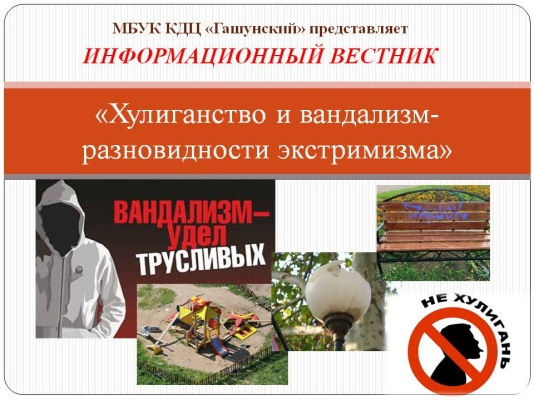 МБУК КДЦ «Гашунский» представляет
ИНФОРМАЦИОННЫЙ ВЕСТНИК
«Хулиганство и вандализм-
разновидности экстримизма»
ВАНДАЛИЗМ–
удел
ТРУСЛИВЫХ
НЕ ХУЛИГАНЬ